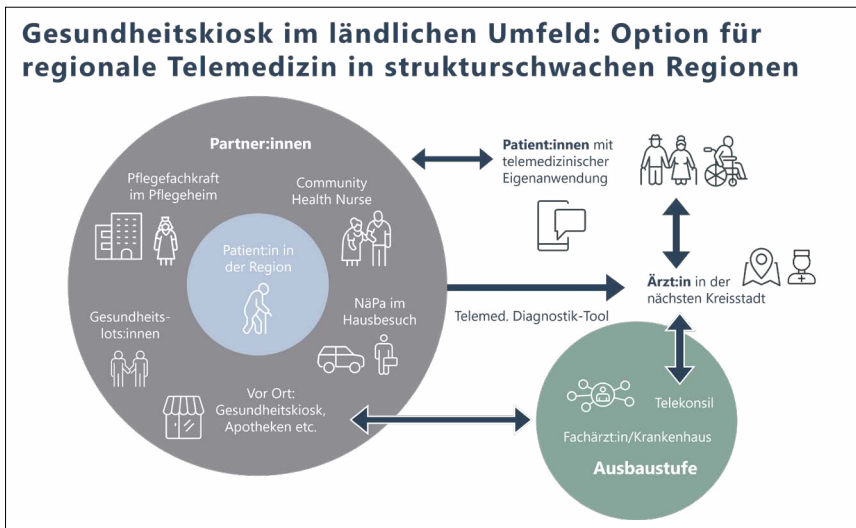 Gesundheitskiosk im ländlichen Umfeld: Option für
regionale Telemedizin in strukturschwachen Regionen
Partner:innen
Pflegefachkraft
im Pflegeheim
Community
Health Nurse
Patient:in in
der Region
Gesundheits-
lots:innen
NäPa im
Hausbesuch
Vor Ort:
Gesundheitskiosk,
Apotheken etc.
Patient:innen mit
telemedizinischer
Eigenanwendung
Telemed. Diagnostik-Tool
Ärzt:in in der
nächsten Kreisstadt
Telekonsil
Fachärzt:in/Krankenhaus
Ausbaustufe